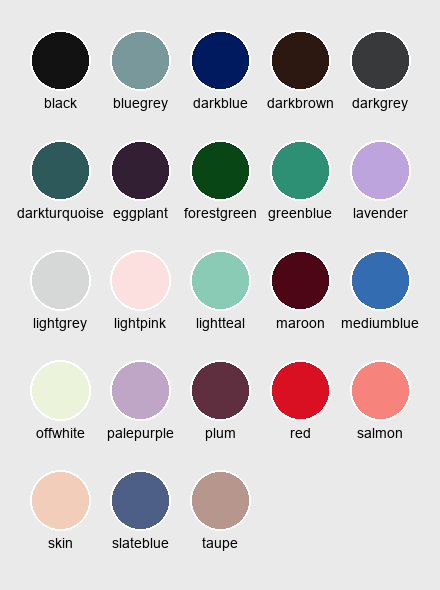 black bluegrey darkblue darkbrown darkgrey
darkturquoise eggplant forestgreen greenblue lavender
lightgrey lightpink lightteal maroon mediumblue
offwhite palepurple plum red salmon
skin slateblue taupe